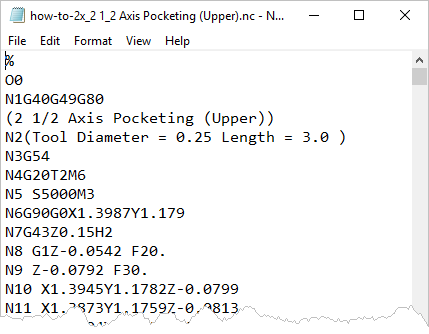 how-to-2x_2 1_2 Axis Pocketing (Upper).nc - N...
File Edit Format View Help
%
O0
N1G40G49G80
(2 1/2 Axis Pocketing (Upper))
N2(Tool Diameter = 0.25 Length = 3.0 )
N3G54
N4G20T2M6
N5 S5000M3
N6G90G0X1.3987Y1.179
N7G43Z0.15H2
N8 G1Z-0.0542 F20.
N9 Z-0.0792 F30.
N10 X1.3945Y1.1782Z-0.0799
N11 X1.3873Y1.1759Z-0.0813